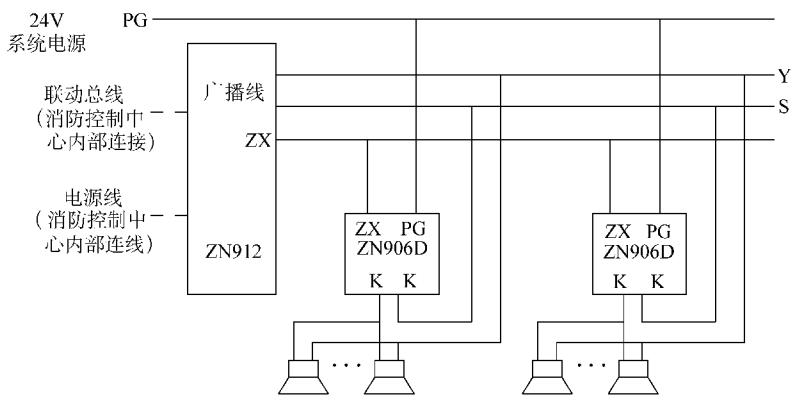 24V
系统电源
PG
联动总线
(消防控制中
心内部连接)
电源线
(消防控制中
心内部连线)
广播线
ZX
ZN912
Y
S
ZX PG
ZN906D
K K
ZX PG
ZN906D
K K
···
···